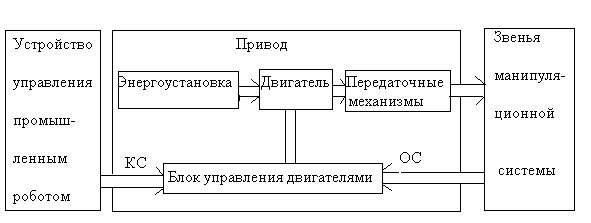 Устройство
управления
промыш-
ленным
роботом
Привод
Энергоустановка
Двигатель
Передаточные
механизмы
КС
Блок управления двигателями
ОС
Звенья
манипуля-
ционной
системы